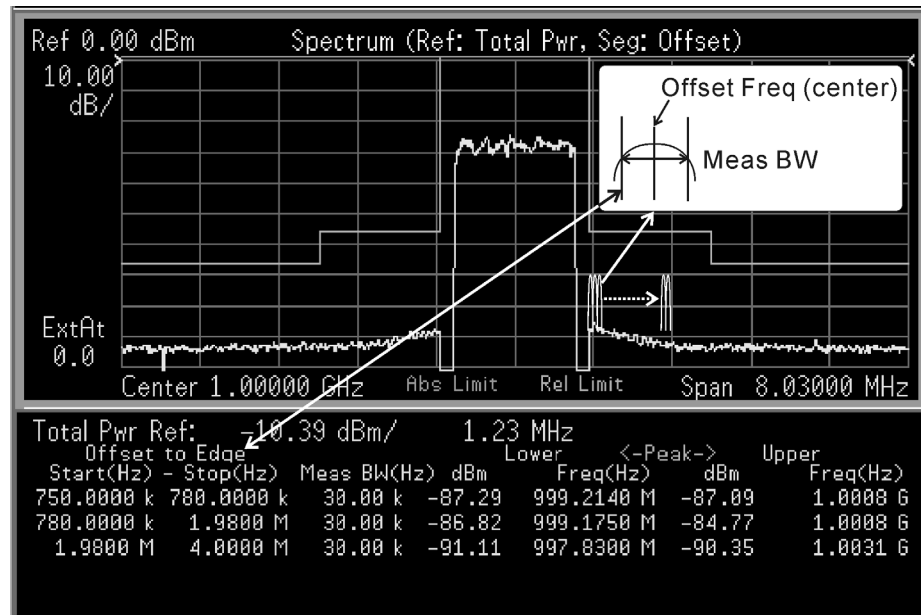 Ref 0.00 dBm Spectrum (Ref: Total Pwr, Seg: Offset)
10.00
dB/
Offset Freq (center)
Meas BW
ExtAt
0.0
Center 1.00000 GHz Abs Limit Rel Limit Span 8.03000 MHz
Total Pwr Ref: -10.39 dBm/ 1.23 MHz
Offset to Edge Lower <-Peak-> Upper
Start(Hz) - Stop(Hz) Meas BW(Hz) dBm Freq(Hz) dBm Freq(Hz)
750.0000 k 780.0000 k 30.00 k -87.29 999.2140 M -87.09 1.0008 G
780.0000 k 1.9800 M 30.00 k -86.82 999.1750 M -84.77 1.0008 G
1.9800 M 4.0000 M 30.00 k -91.11 997.8300 M -90.35 1.0031 G